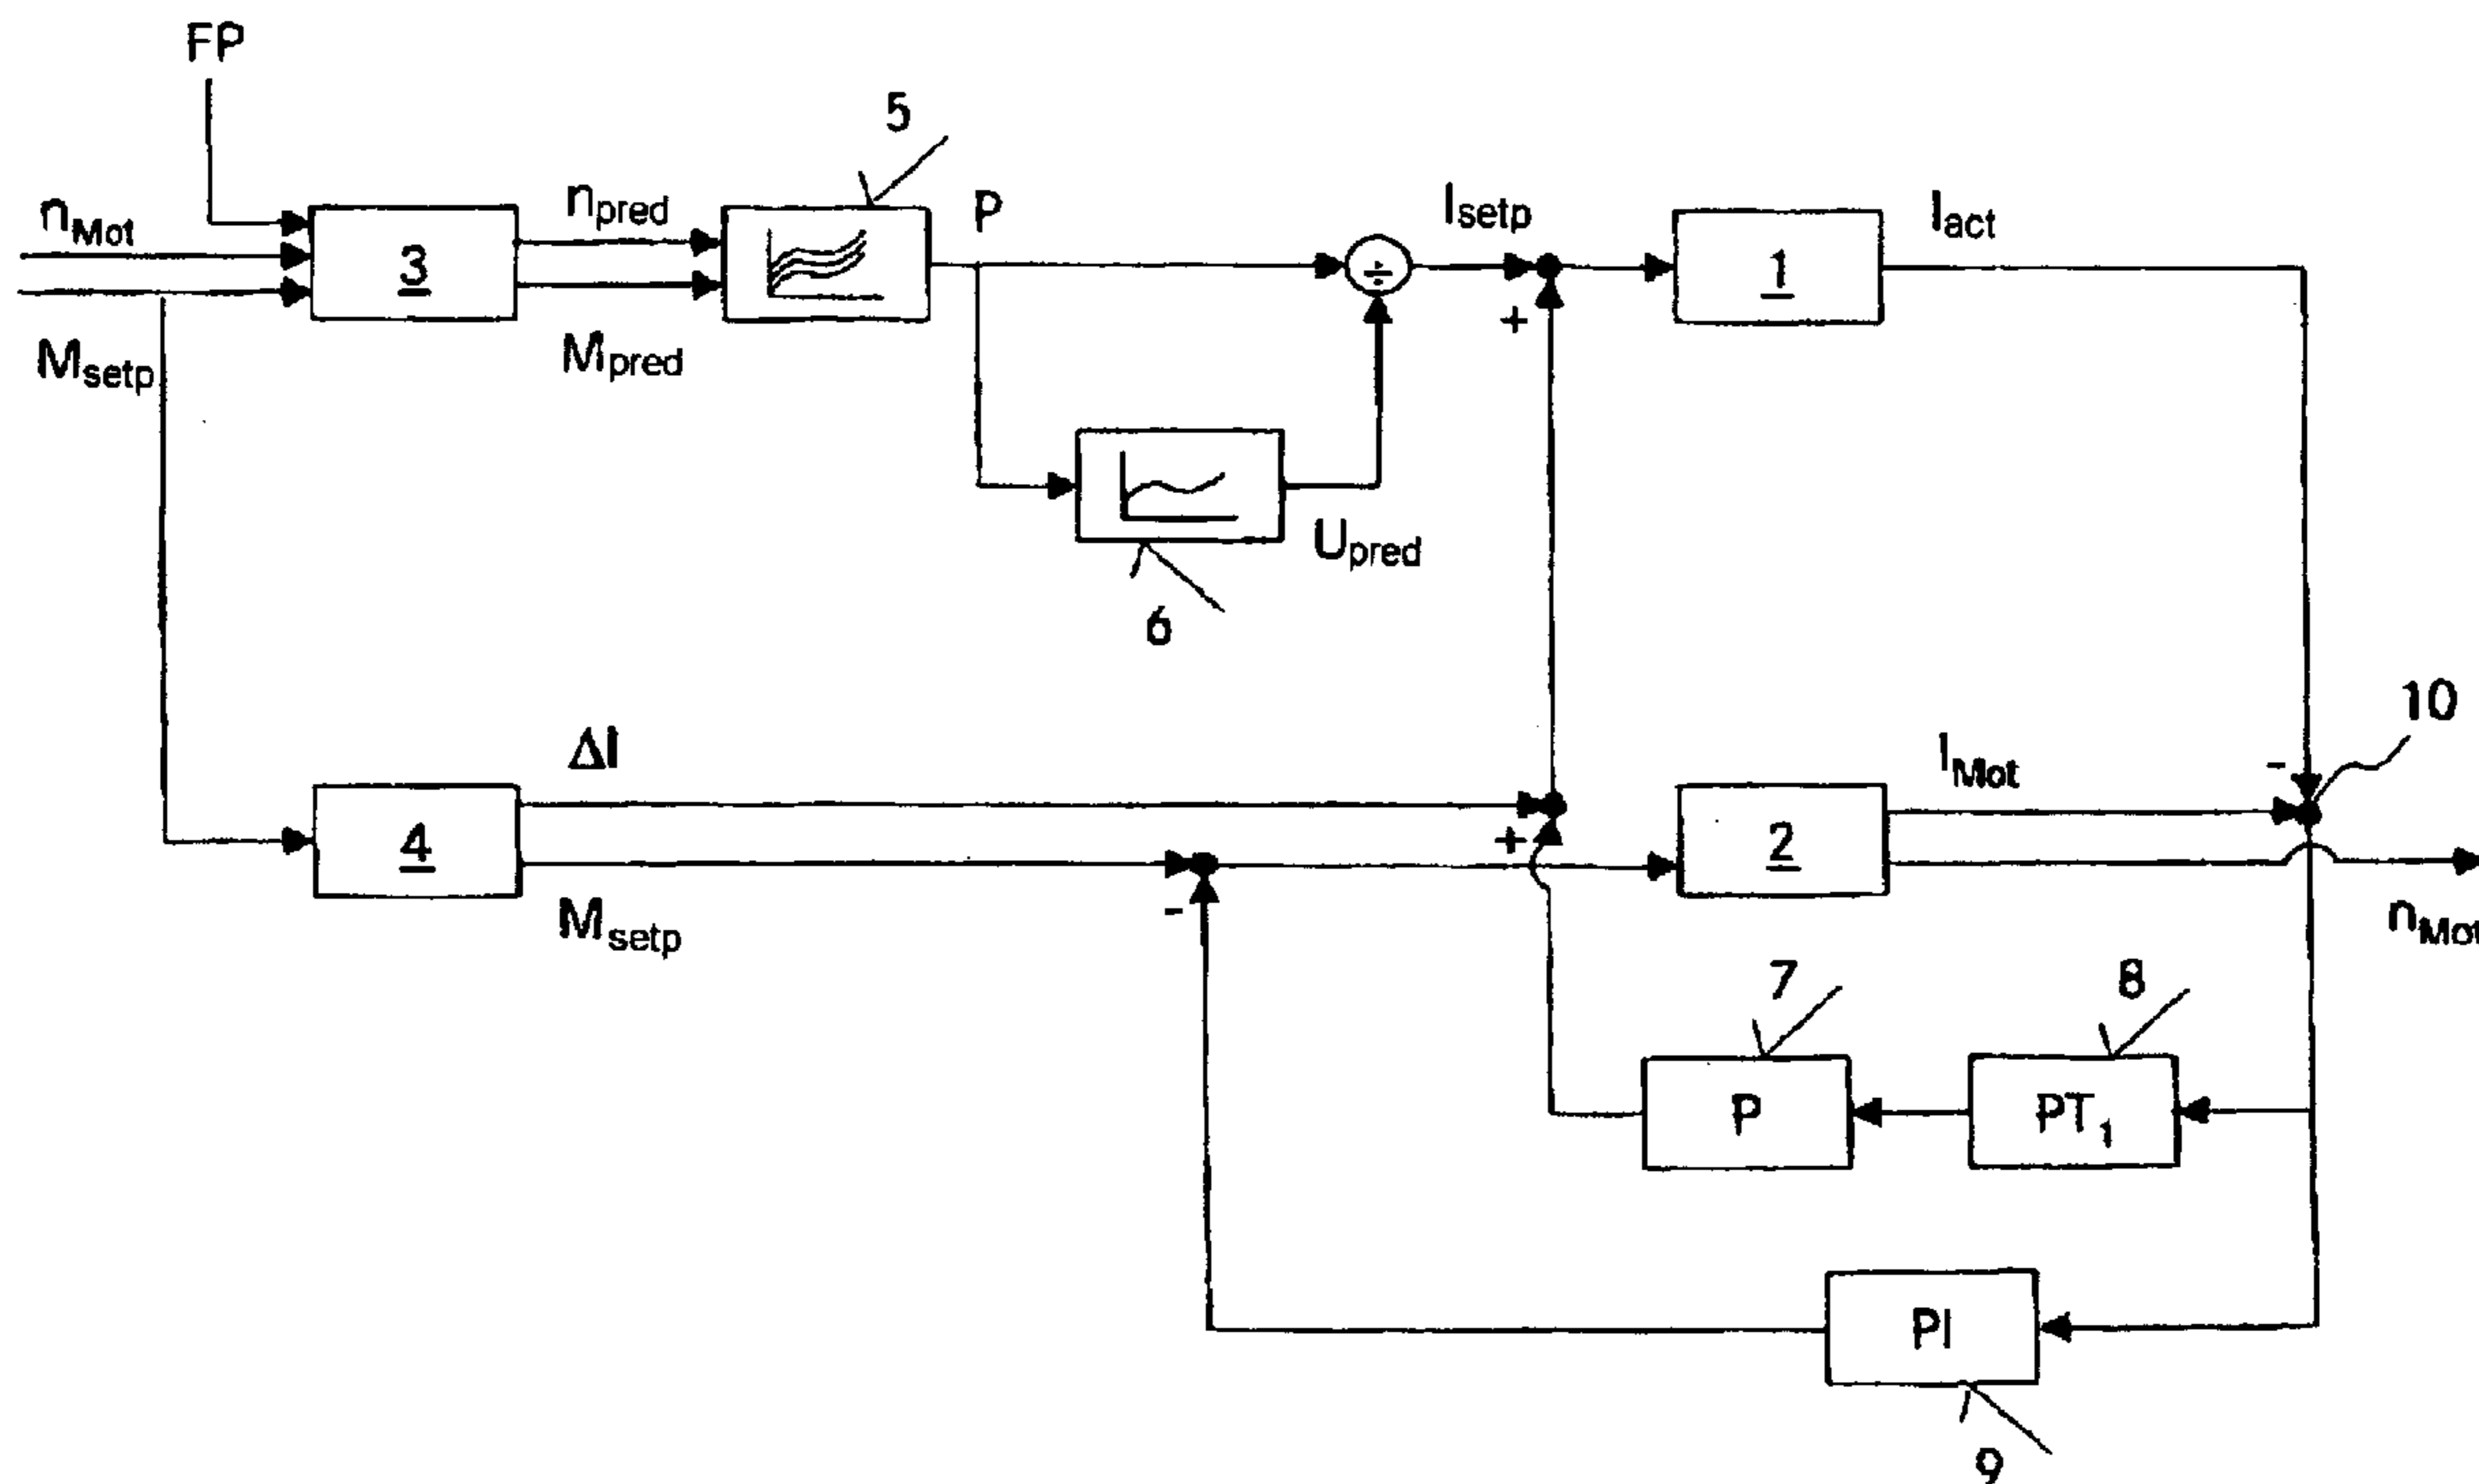 FP
5
n_Mot
n_pred
P
I_setp
I_act
3
÷
1
M_setp
M_pred
+
U_pred
6
10
ΔI
I_Mot
-
4
+
2
M_setp
-
n_Mot
7
8
P
PT_1
PI
9